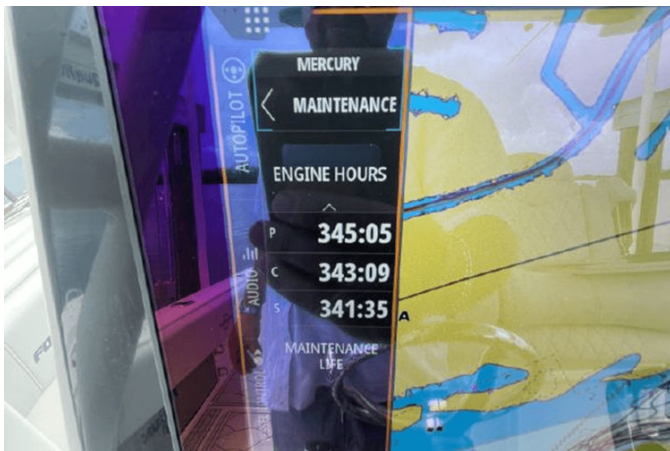 MERCURY
MAINTENANCE
AUTOPILOT
ENGINE HOURS
P 345:05
C 343:09
S 341:35
AUDIO
A
MAINTENANCE
LIFE